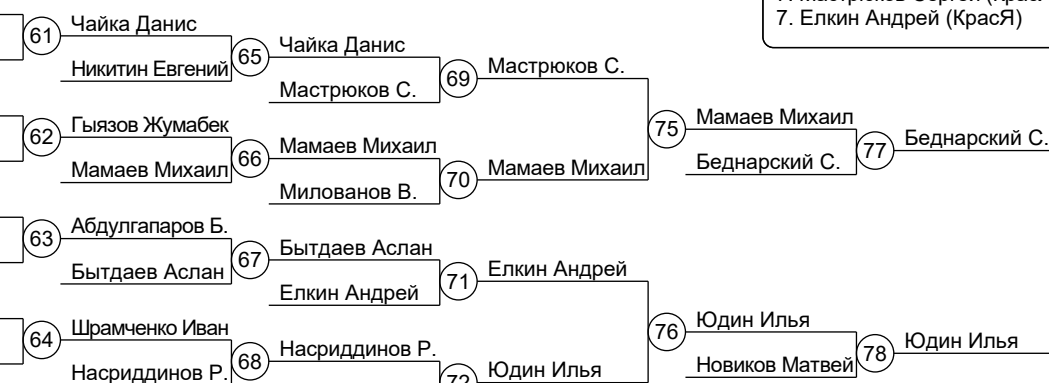 7. Елкин Андрей (КрасЯ)
61
Чайка Данис
Никитин Евгений
65
Чайка Данис
Мастрюков С.
69
Мастрюков С.
62
Гыязов Жумабек
Мамаев Михаил
66
Мамаев Михаил
Милованов В.
70
Мамаев Михаил
75
Мамаев Михаил
Беднарский С.
77
Беднарский С.
63
Абдулгапаров Б.
Бытдаев Аслан
67
Бытдаев Аслан
Елкин Андрей
71
Елкин Андрей
64
Шрамченко Иван
Насриддинов Р.
68
Насриддинов Р.
72
Юдин Илья
76
Юдин Илья
Новиков Матвей
78
Юдин Илья